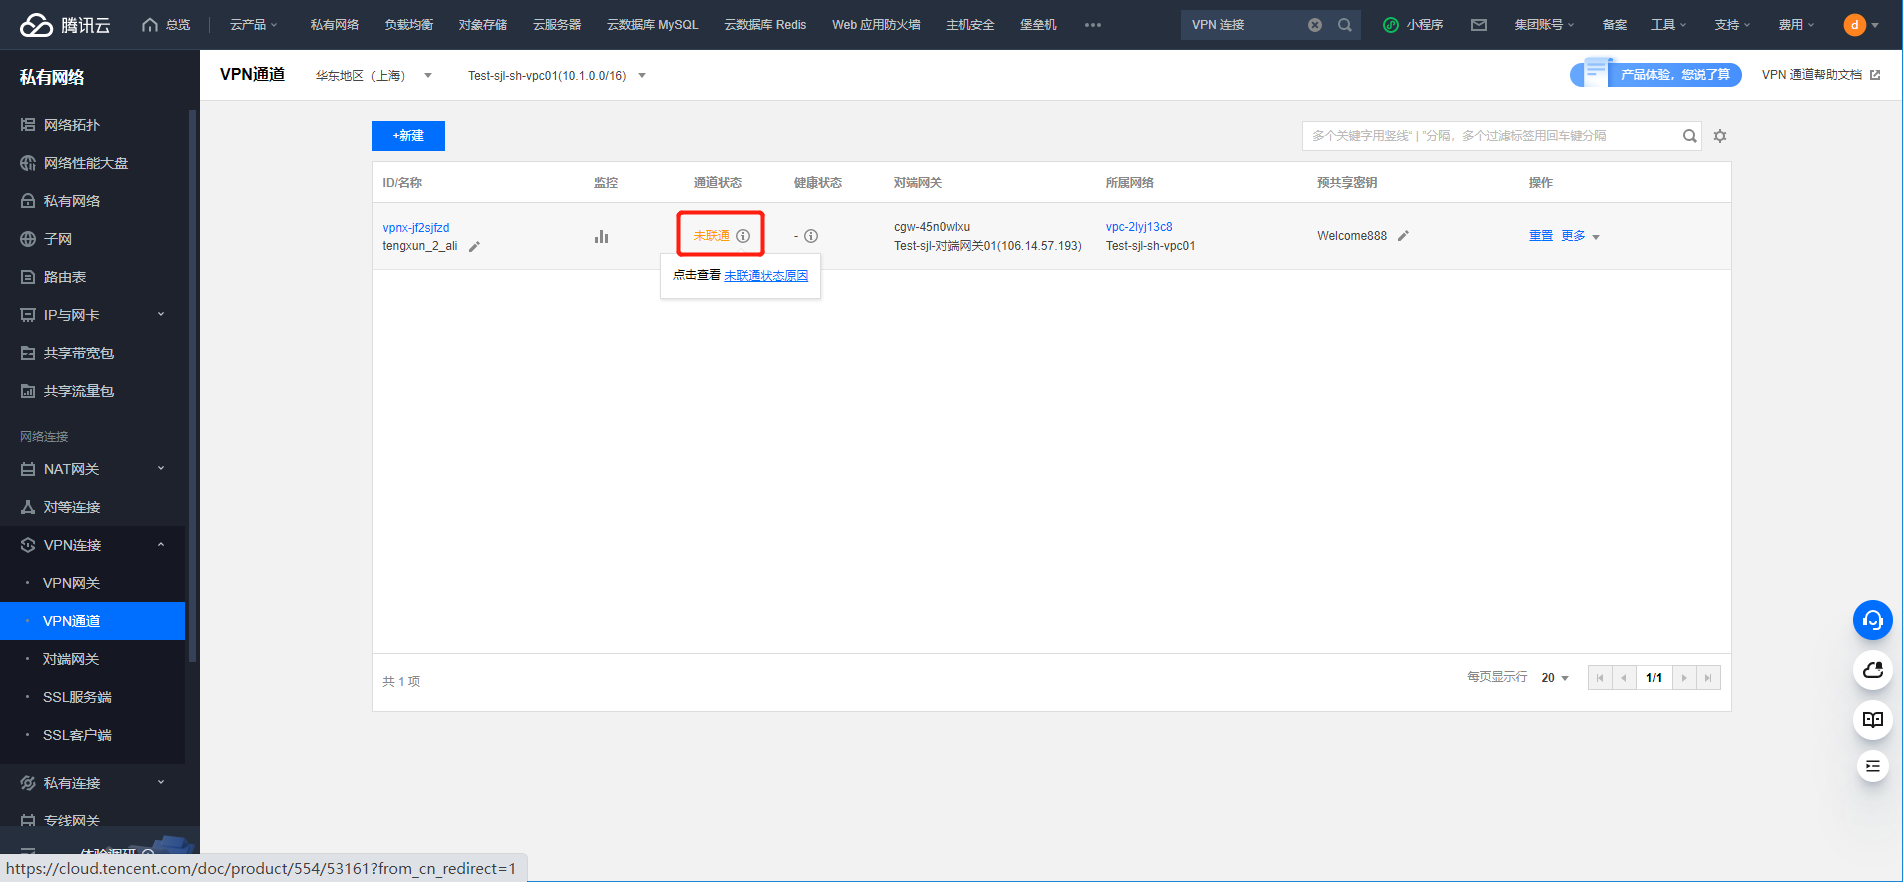 腾讯云 总览 云产品 私有网络 负载均衡 对象存储 云服务器 云数据库 MySQL 云数据库 Redis Web 应用防火墙 主机安全 堡垒机 ••• VPN 连接 小程序 集团账号 备案 工具 支持 费用 d
私有网络
VPN通道 华东地区（上海） Test-sjl-sh-vpc01(10.1.0.0/16) 产品体验，您说了算 VPN 通道帮助文档
网络拓扑
网络性能大盘
私有网络
子网
路由表
IP与网卡
共享带宽包
共享流量包
网络连接
NAT网关
对等连接
VPN连接
VPN网关
VPN通道
对端网关
SSL服务端
SSL客户端
私有连接
专线网关
体验调研
+新建 多个关键字用竖线“ | ”分隔，多个过滤标签用回车键分隔
ID/名称 监控 通道状态 健康状态 对端网关 所属网络 预共享密钥 操作
vpnx-jf2sjfzd cgw-45n0wlxu vpc-2lyj13c8
未联通 - Welcome888 重置 更多
tengxun_2_ali Test-sjl-对端网关01(106.14.57.193) Test-sjl-sh-vpc01
点击查看 未联通状态原因
共 1 项 每页显示行 20 1/1
https://cloud.tencent.com/doc/product/554/53161?from_cn_redirect=1